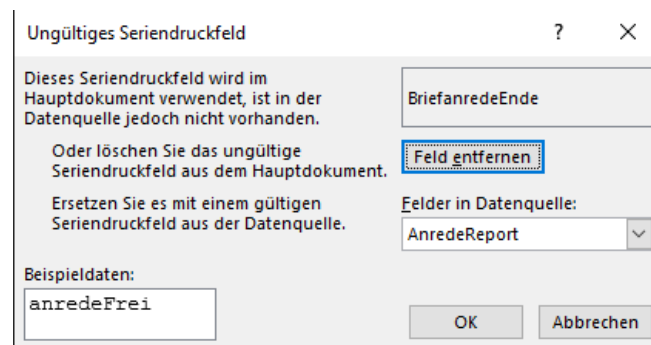 Ungültiges Seriendruckfeld
?
Dieses Seriendruckfeld wird im
Hauptdokument verwendet, ist in der
Datenquelle jedoch nicht vorhanden.
BriefanredeEnde
Oder löschen Sie das ungültige
Seriendruckfeld aus dem Hauptdokument.
Feld entfernen
Ersetzen Sie es mit einem gültigen
Seriendruckfeld aus der Datenquelle.
Felder in Datenquelle:
AnredeReport
Beispieldaten:
anredeFrei
OK
Abbrechen